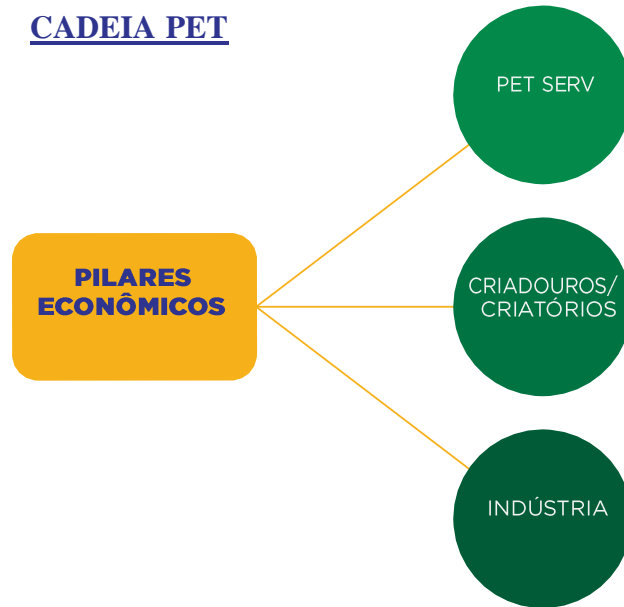 CADEIA PET
PET SERV
PILARES
ECONÔMICOS
CRIADOUROS/
CRIATÓRIOS
INDÚSTRIA